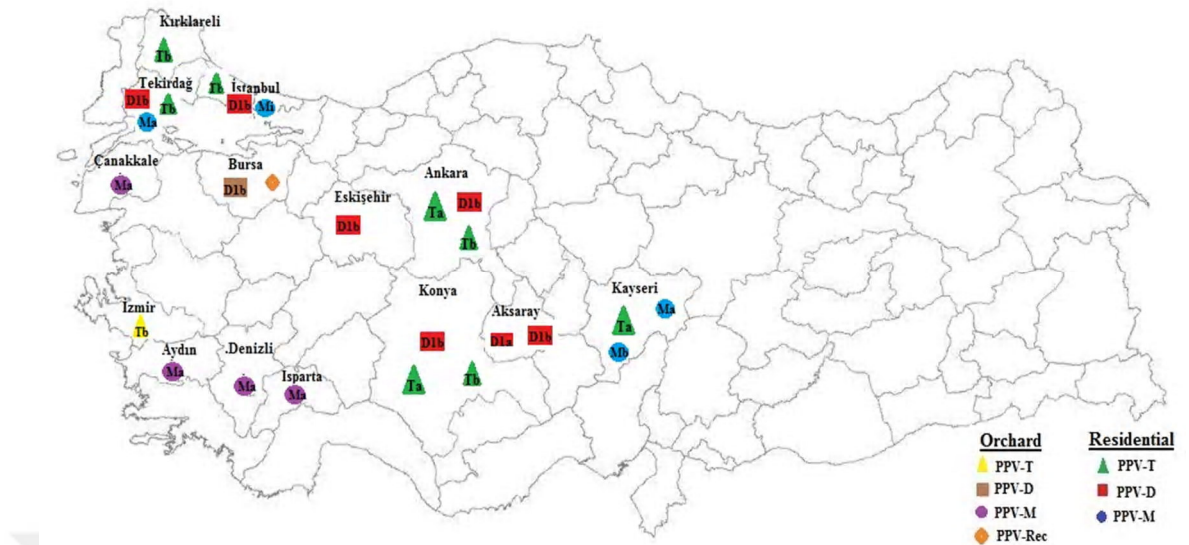 Kırklareli
Tb
Tekirdağ
Tb
İstanbul
D1b
Tb
D1b
Mi
Ma
Çanakkale
Bursa
Ma
D1b
Ankara
Eskişehir
Ta
D1b
D1b
Tb
Konya
Kayseri
İzmir
Aksaray
Ma
Tb
Ta
D1b
D1a
D1b
Aydın
Denizli
Mb
Ma
Isparta
Ma
Ma
Ta
Tb
Orchard
Residential
PPV-T
PPV-T
PPV-D
PPV-D
PPV-M
PPV-M
PPV-Rec